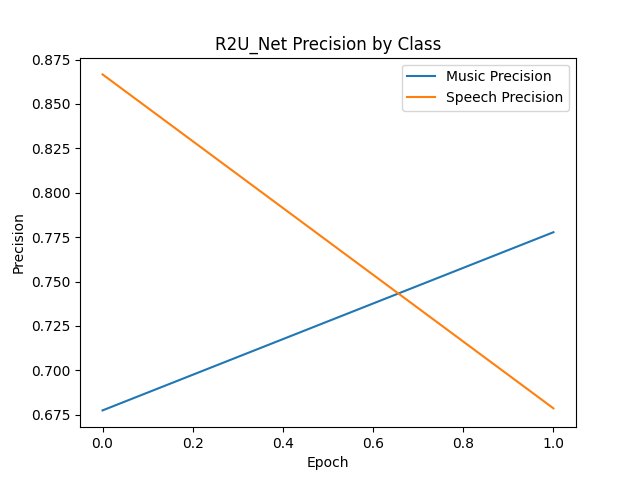 R2U_Net Precision by Class
Music Precision
Speech Precision
Precision
0.875
0.850
0.825
0.800
0.775
0.750
0.725
0.700
0.675
0.0 0.2 0.4 0.6 0.8 1.0
Epoch